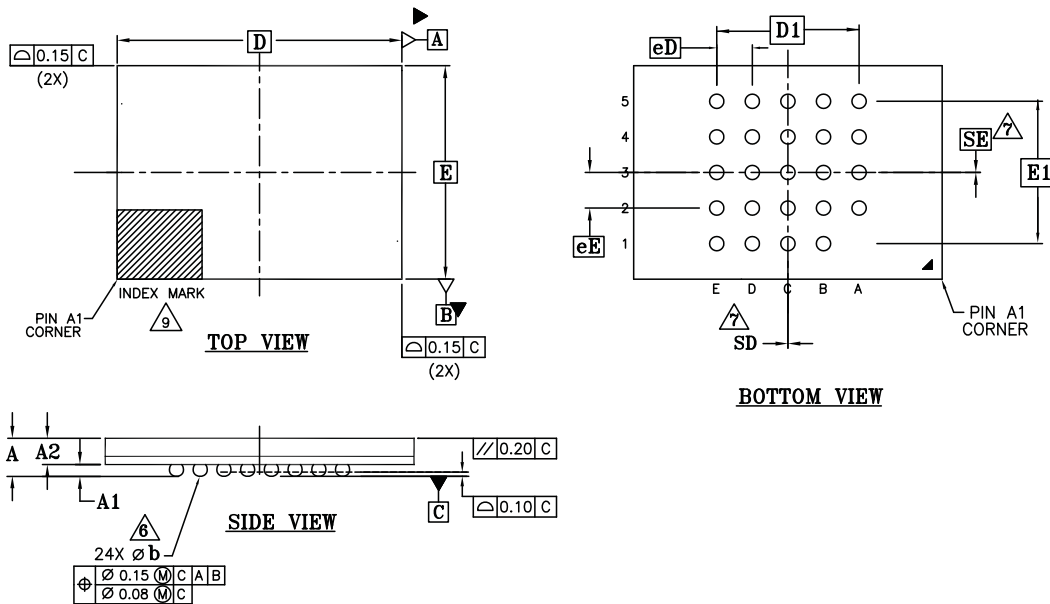 D
A
⌓ 0.15 C
(2X)
E
INDEX MARK
9
PIN A1
CORNER
B
TOP VIEW
⌓ 0.15 C
(2X)
D1
eD
5
4
3
2
1
SE
7
E1
eE
E D C B A
7
SD
PIN A1
CORNER
BOTTOM VIEW
A
A2
A1
// 0.20 C
C
⌓ 0.10 C
SIDE VIEW
6
24X Ø b
⌖ Ø 0.15 Ⓜ C A B
Ø 0.08 Ⓜ C